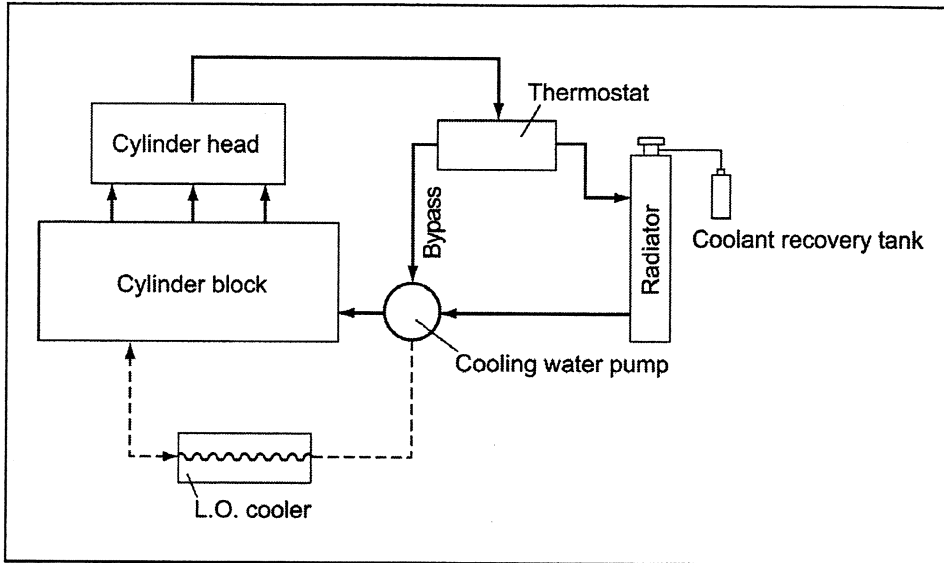 Thermostat
Cylinder head
Bypass
Radiator
Coolant recovery tank
Cylinder block
Cooling water pump
L.O. cooler